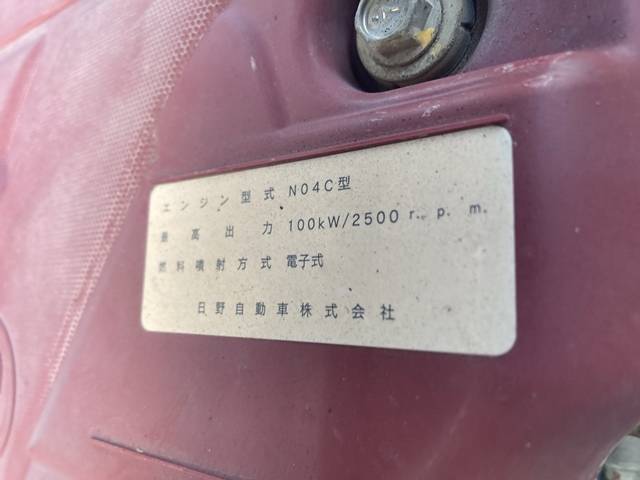 エンジン型式 N04C型
最高出力 100kW/2500 r.p.m.
燃料噴射方式 電子式
日野自動車株式会社